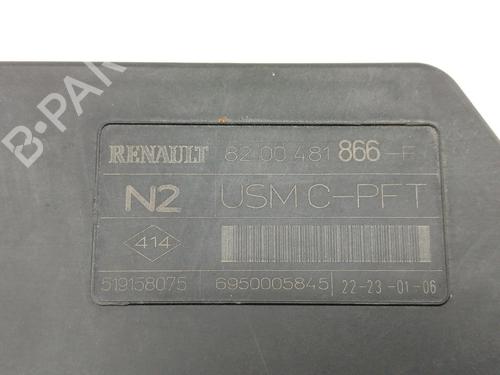 B-PAR
RENAULT 82 00 481 866-F
N2 USM C-PFT
414
519158075 6950005845 22-23-01-06